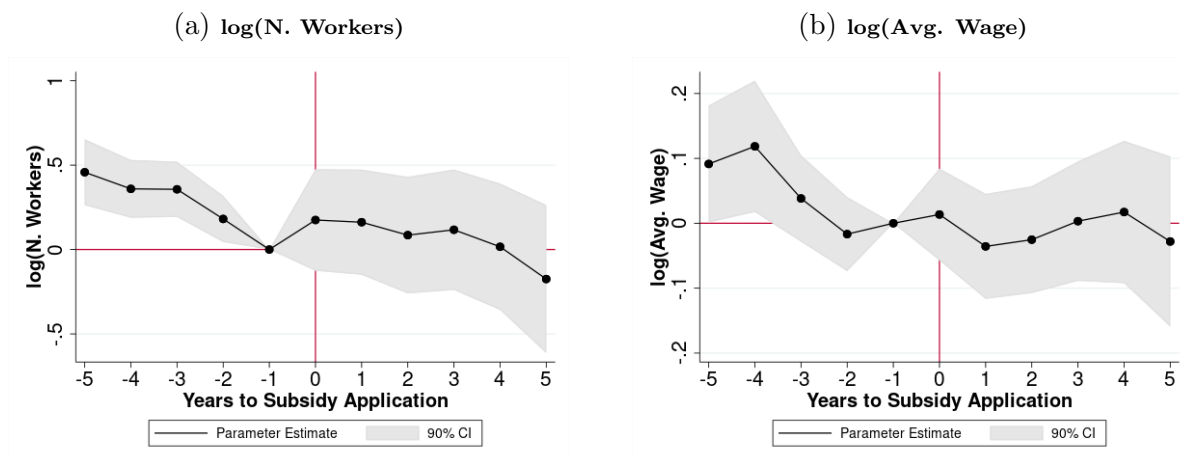 (a) log(N. Workers)
log(N. Workers)
1
.5
0
-.5
-5 -4 -3 -2 -1 0 1 2 3 4 5
Years to Subsidy Application
Parameter Estimate 90% CI
(b) log(Avg. Wage)
log(Avg. Wage)
.2
.1
0
-.1
-.2
-5 -4 -3 -2 -1 0 1 2 3 4 5
Years to Subsidy Application
Parameter Estimate 90% CI